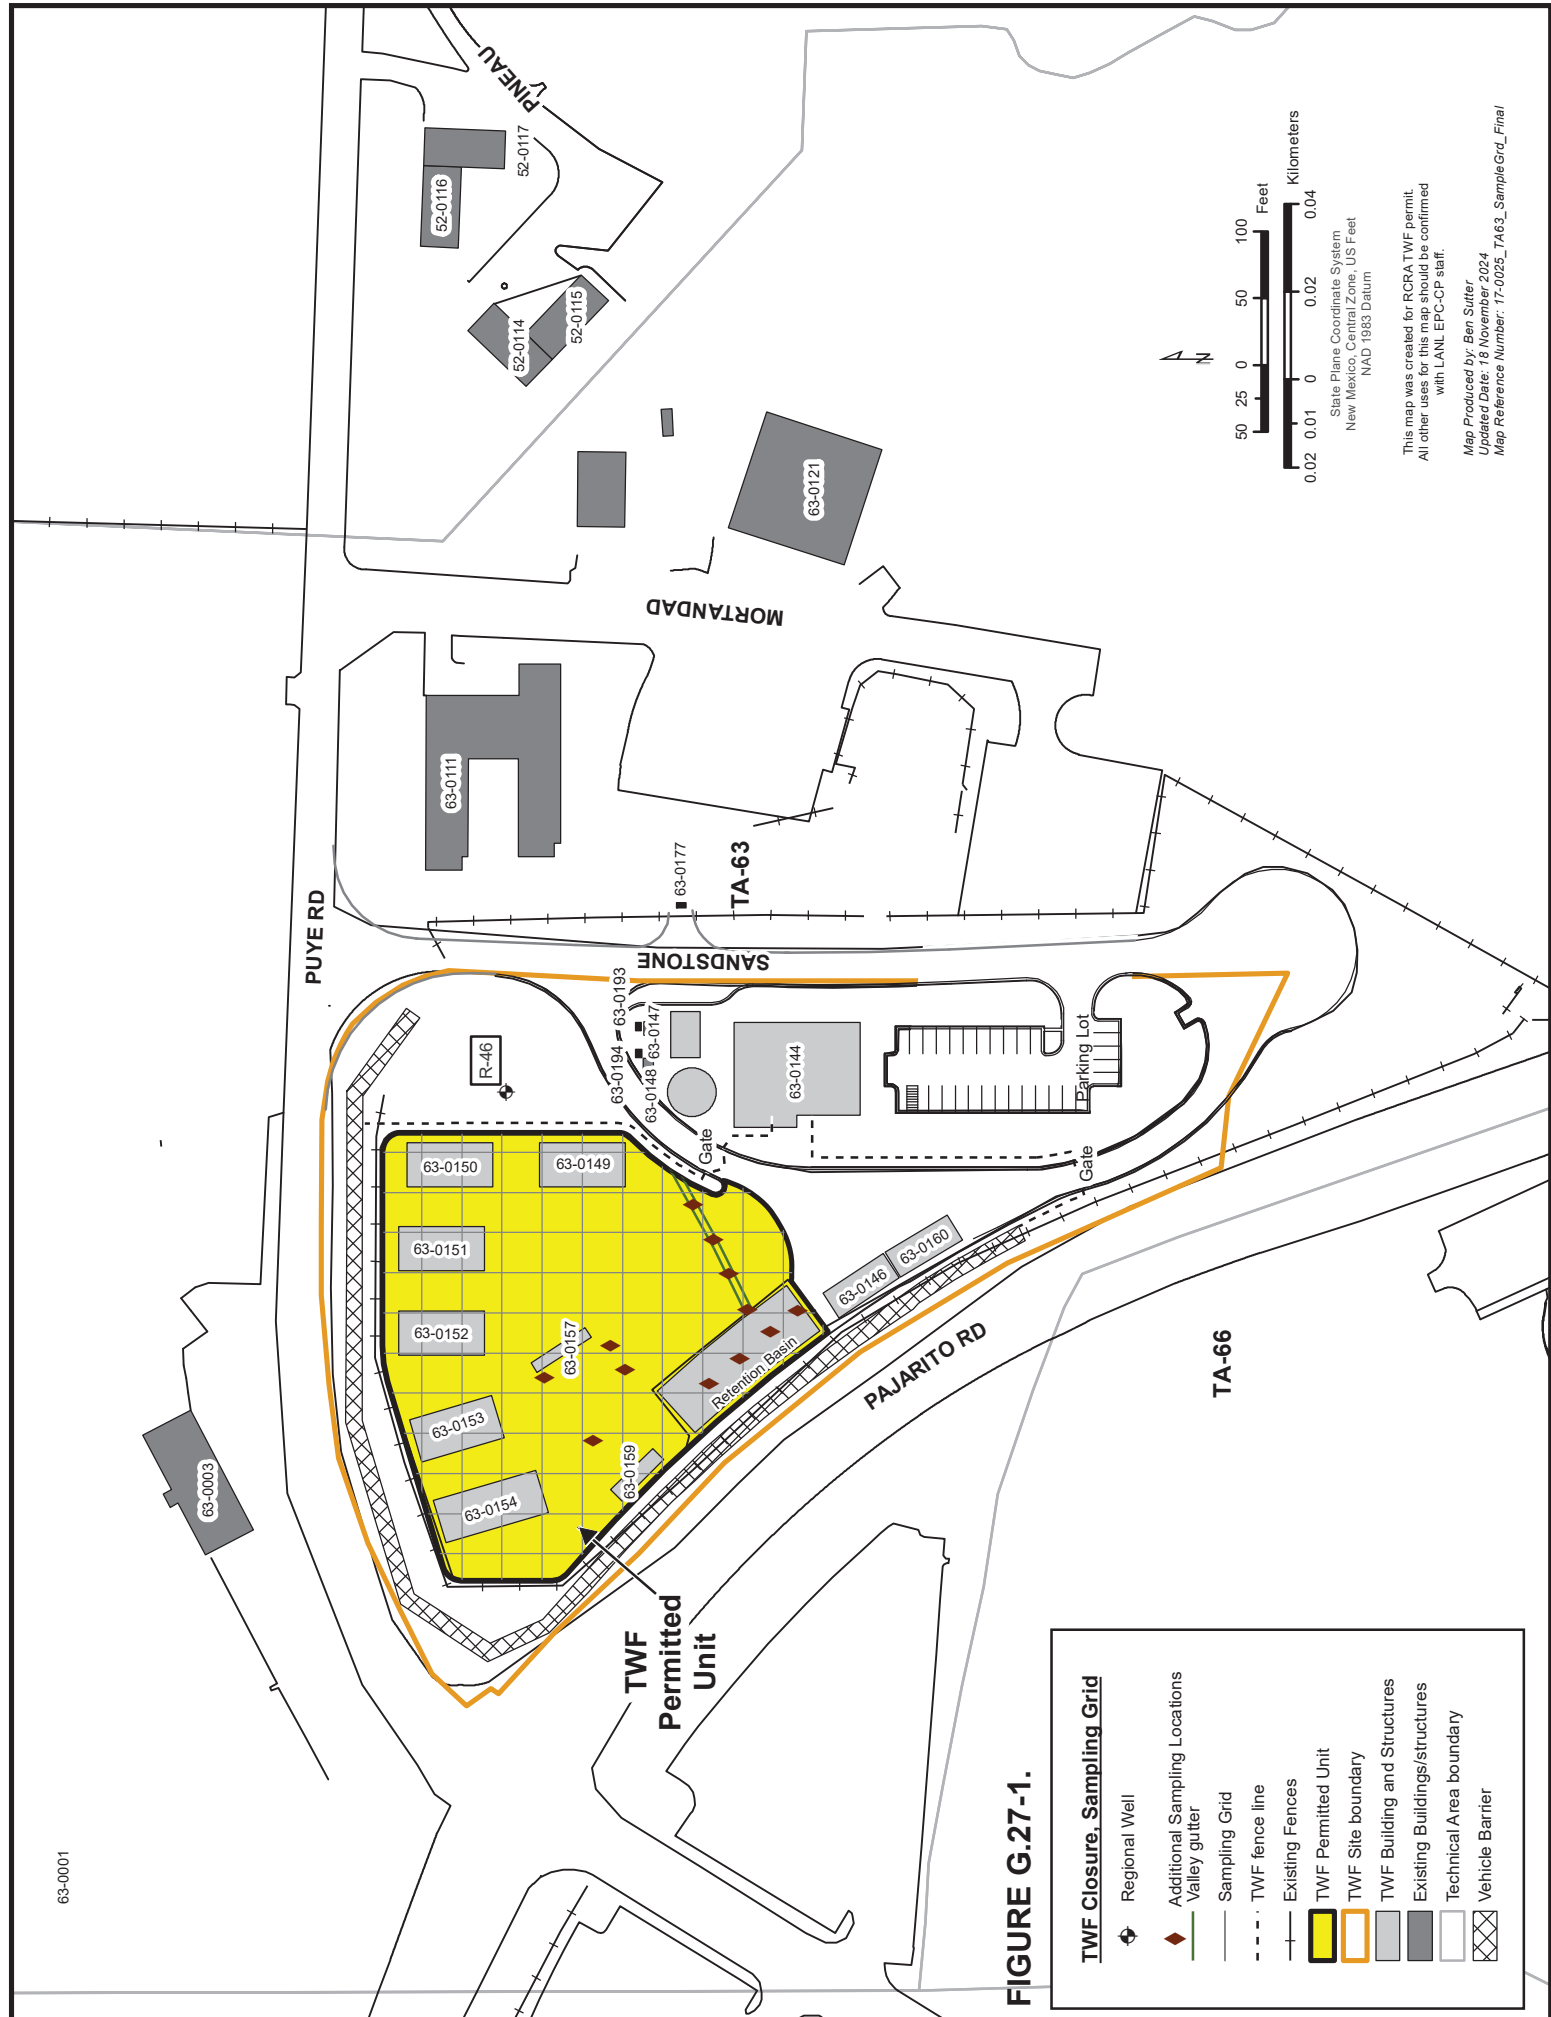 63-0001
63-0003
PUYE RD
PINEAU
52-0116
52-0117
52-0114
52-0115
63-0121
MORTANDAD
63-0111
63-0177
TA-63
SANDSTONE
R-46
63-0193
63-0194
63-0147
63-0148
63-0144
Parking Lot
Gate
Gate
63-0150
63-0149
63-0151
63-0152
63-0157
63-0153
63-0154
63-0159
Retention Basin
63-0146
63-0160
PAJARITO RD
TA-66
TWF
Permitted
Unit
FIGURE G.27-1.
TWF Closure, Sampling Grid
Regional Well
Additional Sampling Locations
Valley gutter
Sampling Grid
TWF fence line
Existing Fences
TWF Permitted Unit
TWF Site boundary
TWF Building and Structures
Existing Buildings/structures
Technical Area boundary
Vehicle Barrier
N
50 25 0 50 100
Feet
Kilometers
0.02 0.01 0 0.02 0.04
State Plane Coordinate System
New Mexico, Central Zone, US Feet
NAD 1983 Datum
This map was created for RCRA TWF permit.
All other uses for this map should be confirmed
with LANL EPC-CP staff.
Map Produced by: Ben Sutter
Updated Date: 18 November 2024
Map Reference Number: 17-0025_TA63_SampleGrd_Final